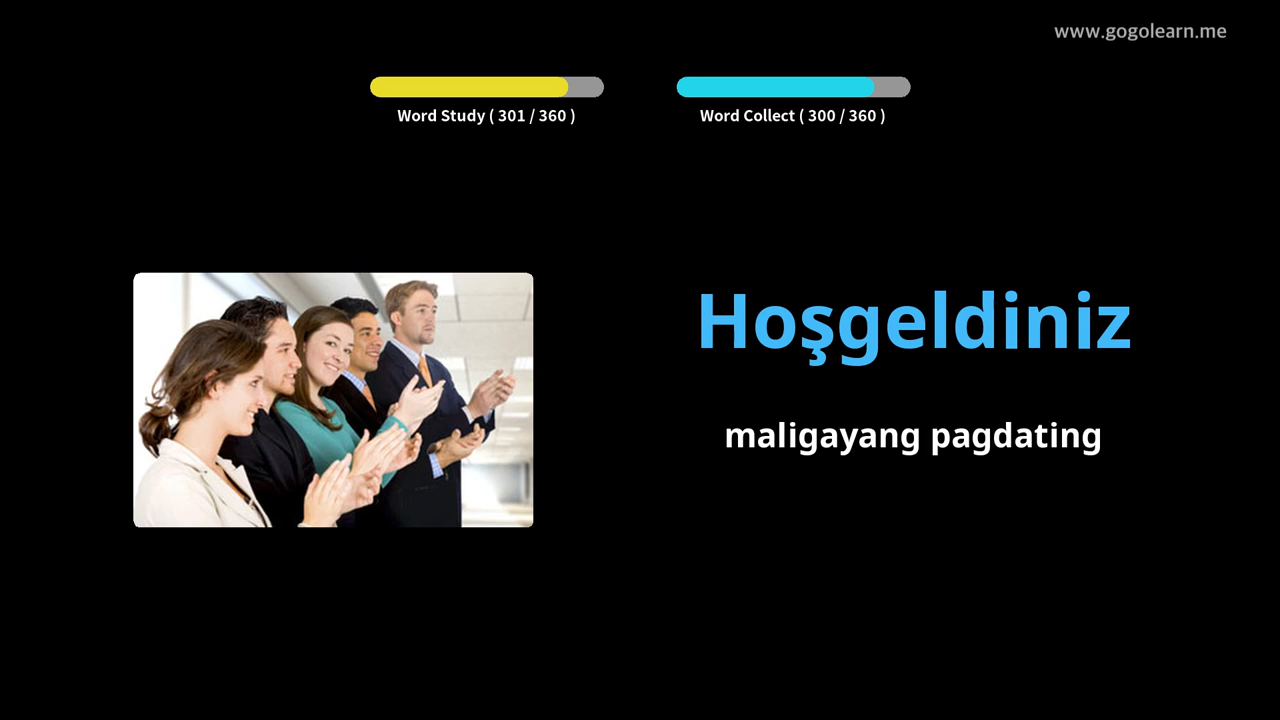 www.gogolearn.me
Word Study ( 301 / 360 )
Word Collect ( 300 / 360 )
Hoşgeldiniz
maligayang pagdating